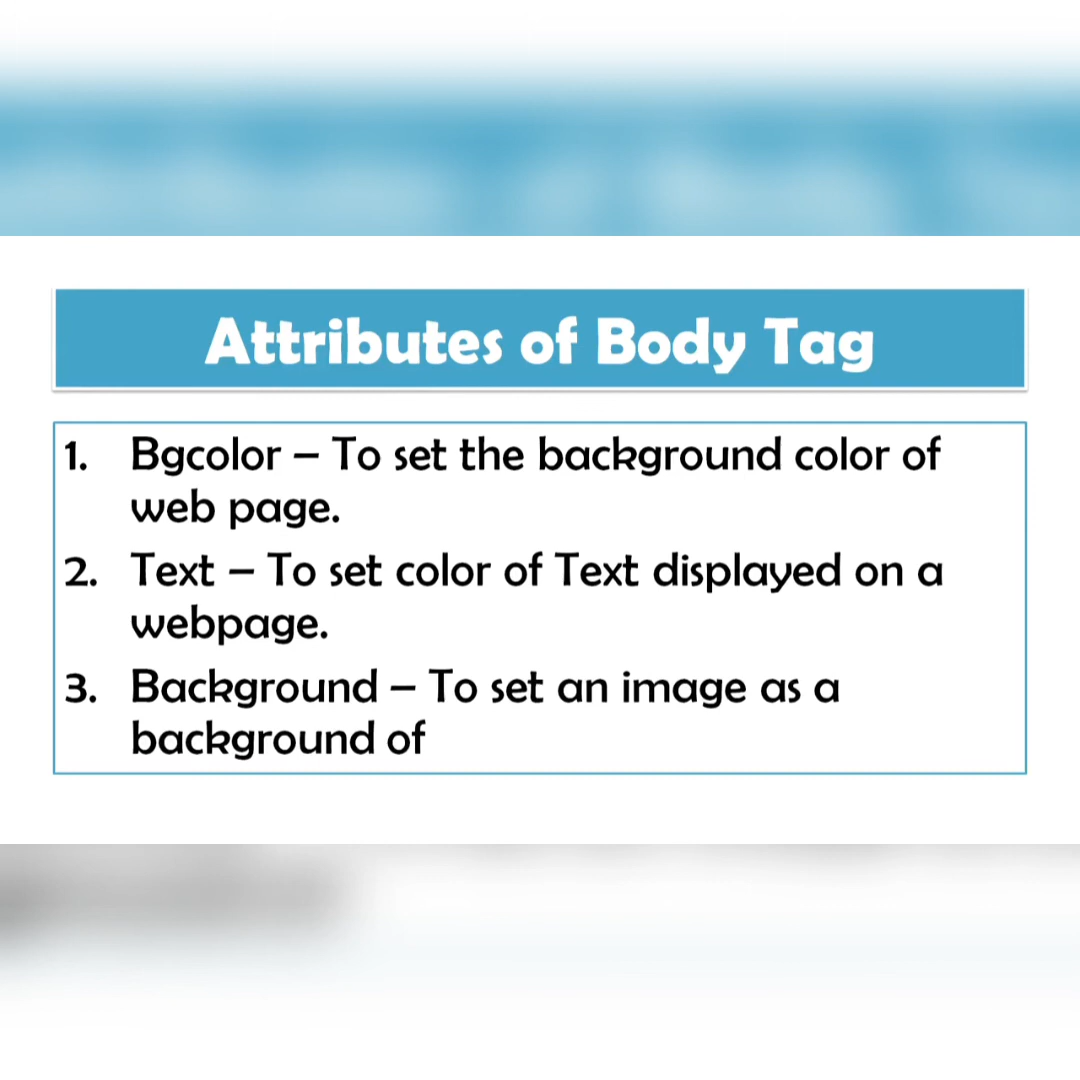 Attributes of Body Tag
1. Bgcolor – To set the background color of
web page.
2. Text – To set color of Text displayed on a
webpage.
3. Background – To set an image as a
background of